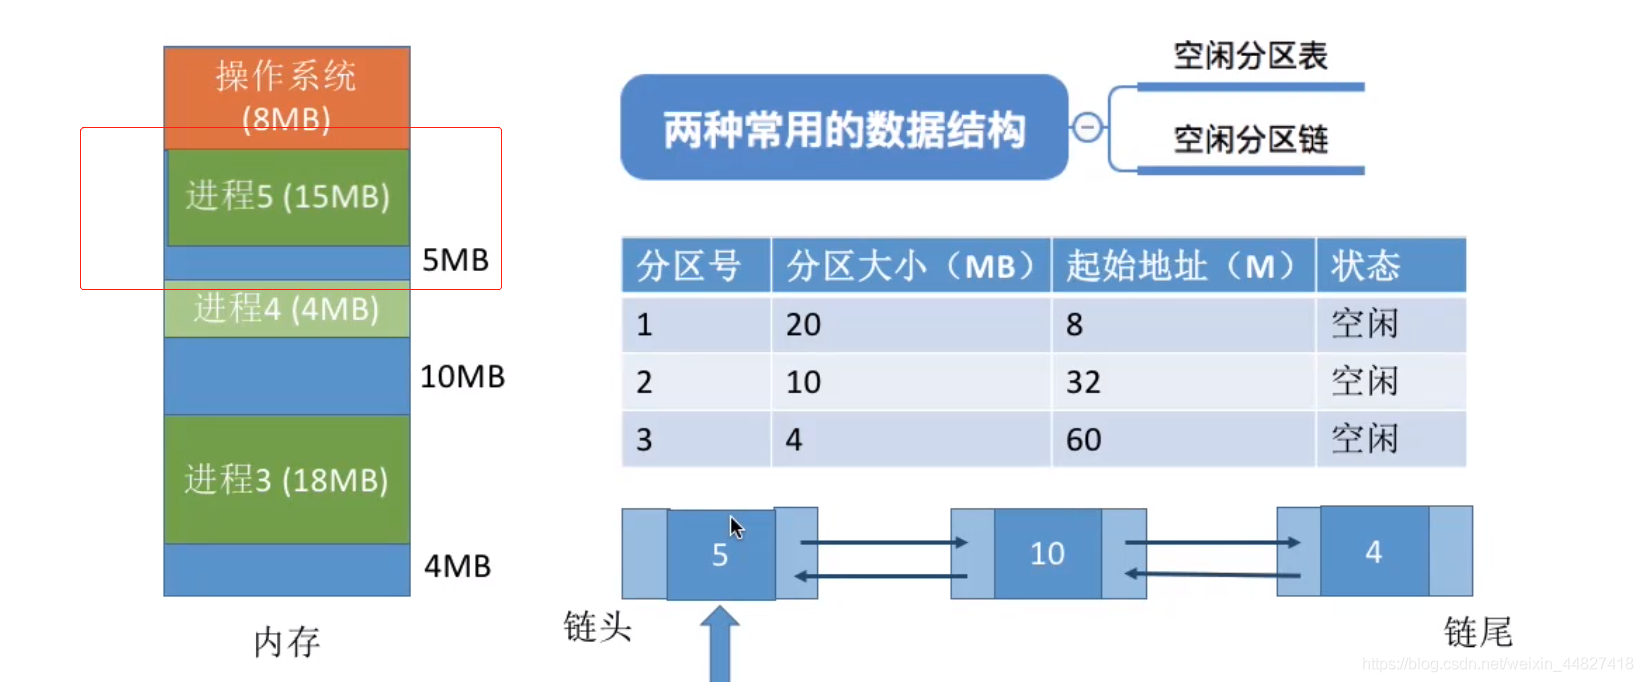 操作系统
(8MB)
进程5 (15MB)
5MB
进程4 (4MB)
10MB
进程3 (18MB)
4MB
内存
两种常用的数据结构
空闲分区表
空闲分区链
分区号 分区大小（MB） 起始地址（M） 状态
1 20 8 空闲
2 10 32 空闲
3 4 60 空闲
5 10 4
链头 链尾
https://blog.csdn.net/weixin_44827418